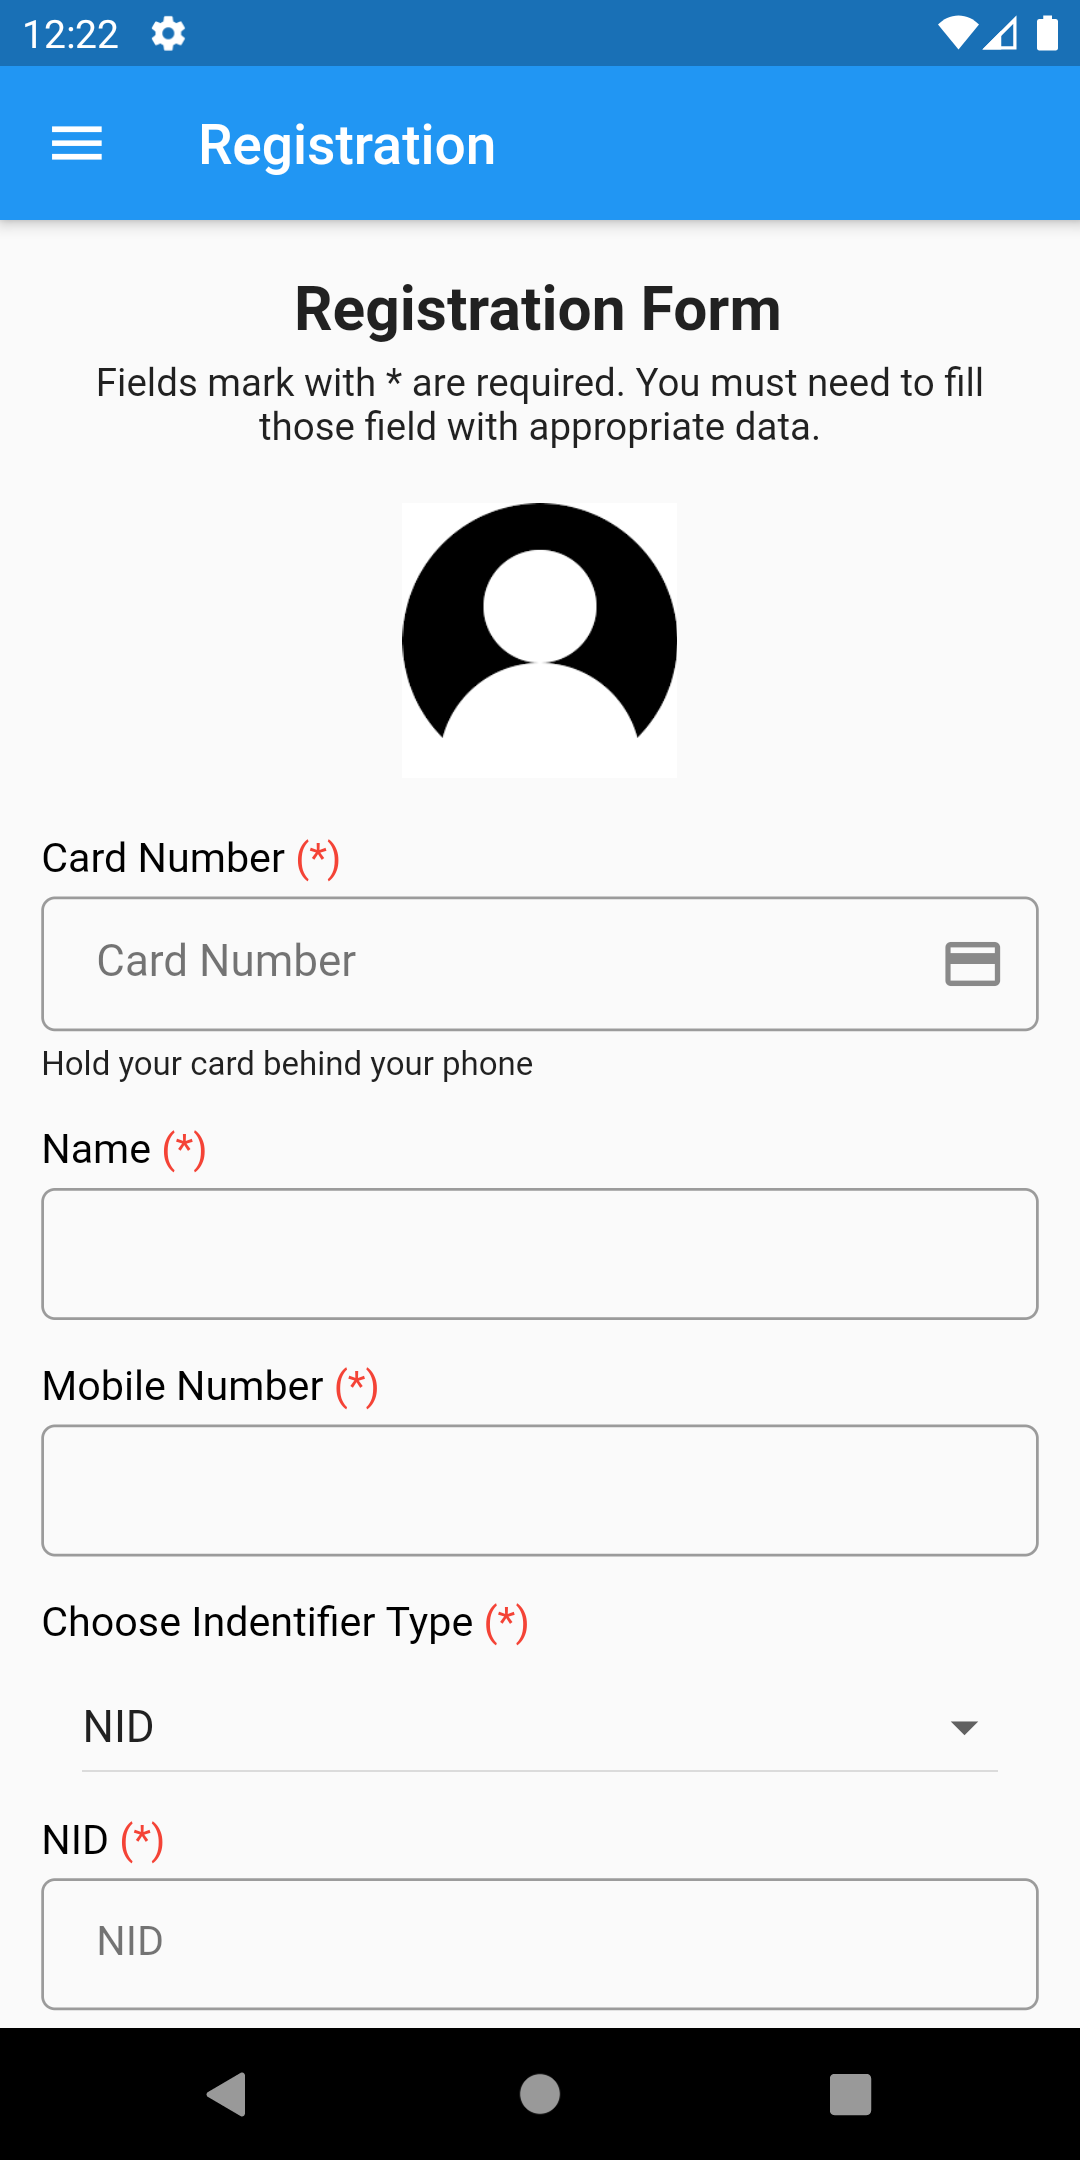 12:22
Registration
Registration Form
Fields mark with * are required. You must need to fill
those field with appropriate data.
Card Number (*)
Card Number
Hold your card behind your phone
Name (*)
Mobile Number (*)
Choose Indentifier Type (*)
NID
NID (*)
NID